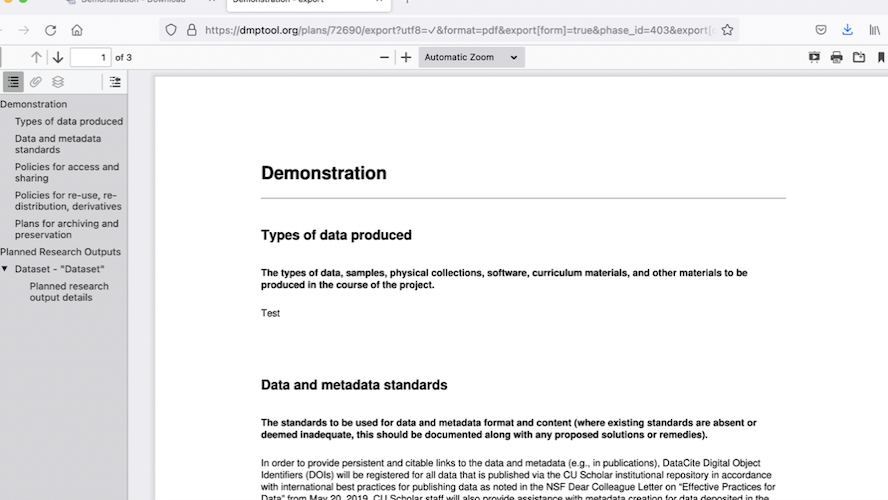 Demonstration - Download
Demonstration - export
https://dmptool.org/plans/72690/export?utf8=✓&format=pdf&export[form]=true&phase_id=403&export[
1 of 3
Automatic Zoom
Demonstration
Types of data produced
Data and metadata
standards
Policies for access and
sharing
Policies for re-use, re-
distribution, derivatives
Plans for archiving and
preservation
Planned Research Outputs
Dataset - "Dataset"
Planned research
output details
Demonstration
Types of data produced
The types of data, samples, physical collections, software, curriculum materials, and other materials to be
produced in the course of the project.
Test
Data and metadata standards
The standards to be used for data and metadata format and content (where existing standards are absent or
deemed inadequate, this should be documented along with any proposed solutions or remedies).
In order to provide persistent and citable links to the data and metadata (e.g., in publications), DataCite Digital Object
Identifiers (DOIs) will be registered for all data that is published via the CU Scholar institutional repository in accordance
with international best practices for publishing data as noted in the NSF Dear Colleague Letter on "Effective Practices for
Data" from May 20, 2019. CU Scholar staff will also provide assistance with metadata creation for data deposited in the